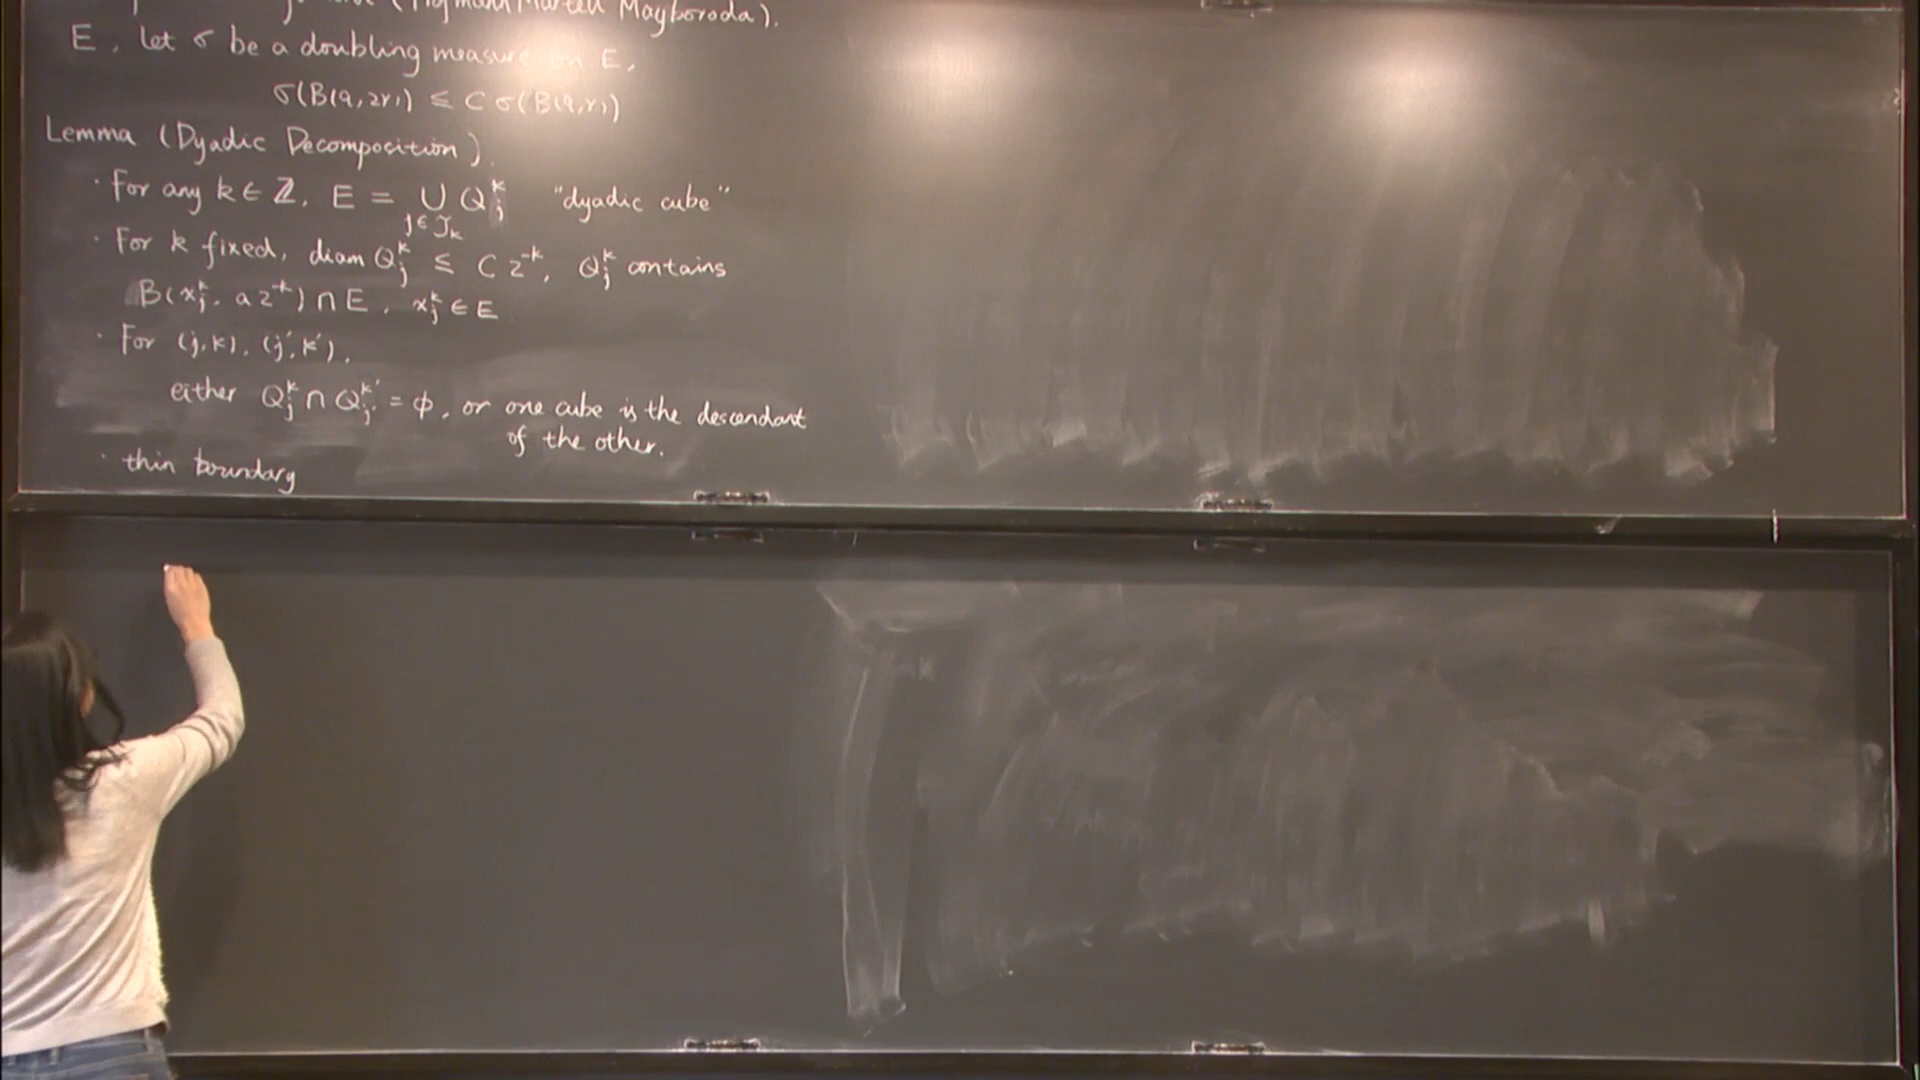 (Hofmann Martell Mayboroda).
E, let σ be a doubling measure on E,
σ(B(q,2r)) ≤ C σ(B(q,r))
Lemma (Dyadic Decomposition).
· For any k ∈ ℤ, E = ∪_{j∈J_k} Q_j^k "dyadic cube"
· For k fixed, diam Q_j^k ≤ C 2^{-k}, Q_j^k contains
B(x_j^k, a 2^{-k}) ∩ E, x_j^k ∈ E
· For (j,k), (j',k'),
either Q_j^k ∩ Q_{j'}^{k'} = ϕ, or one cube is the descendant
of the other.
· thin boundary